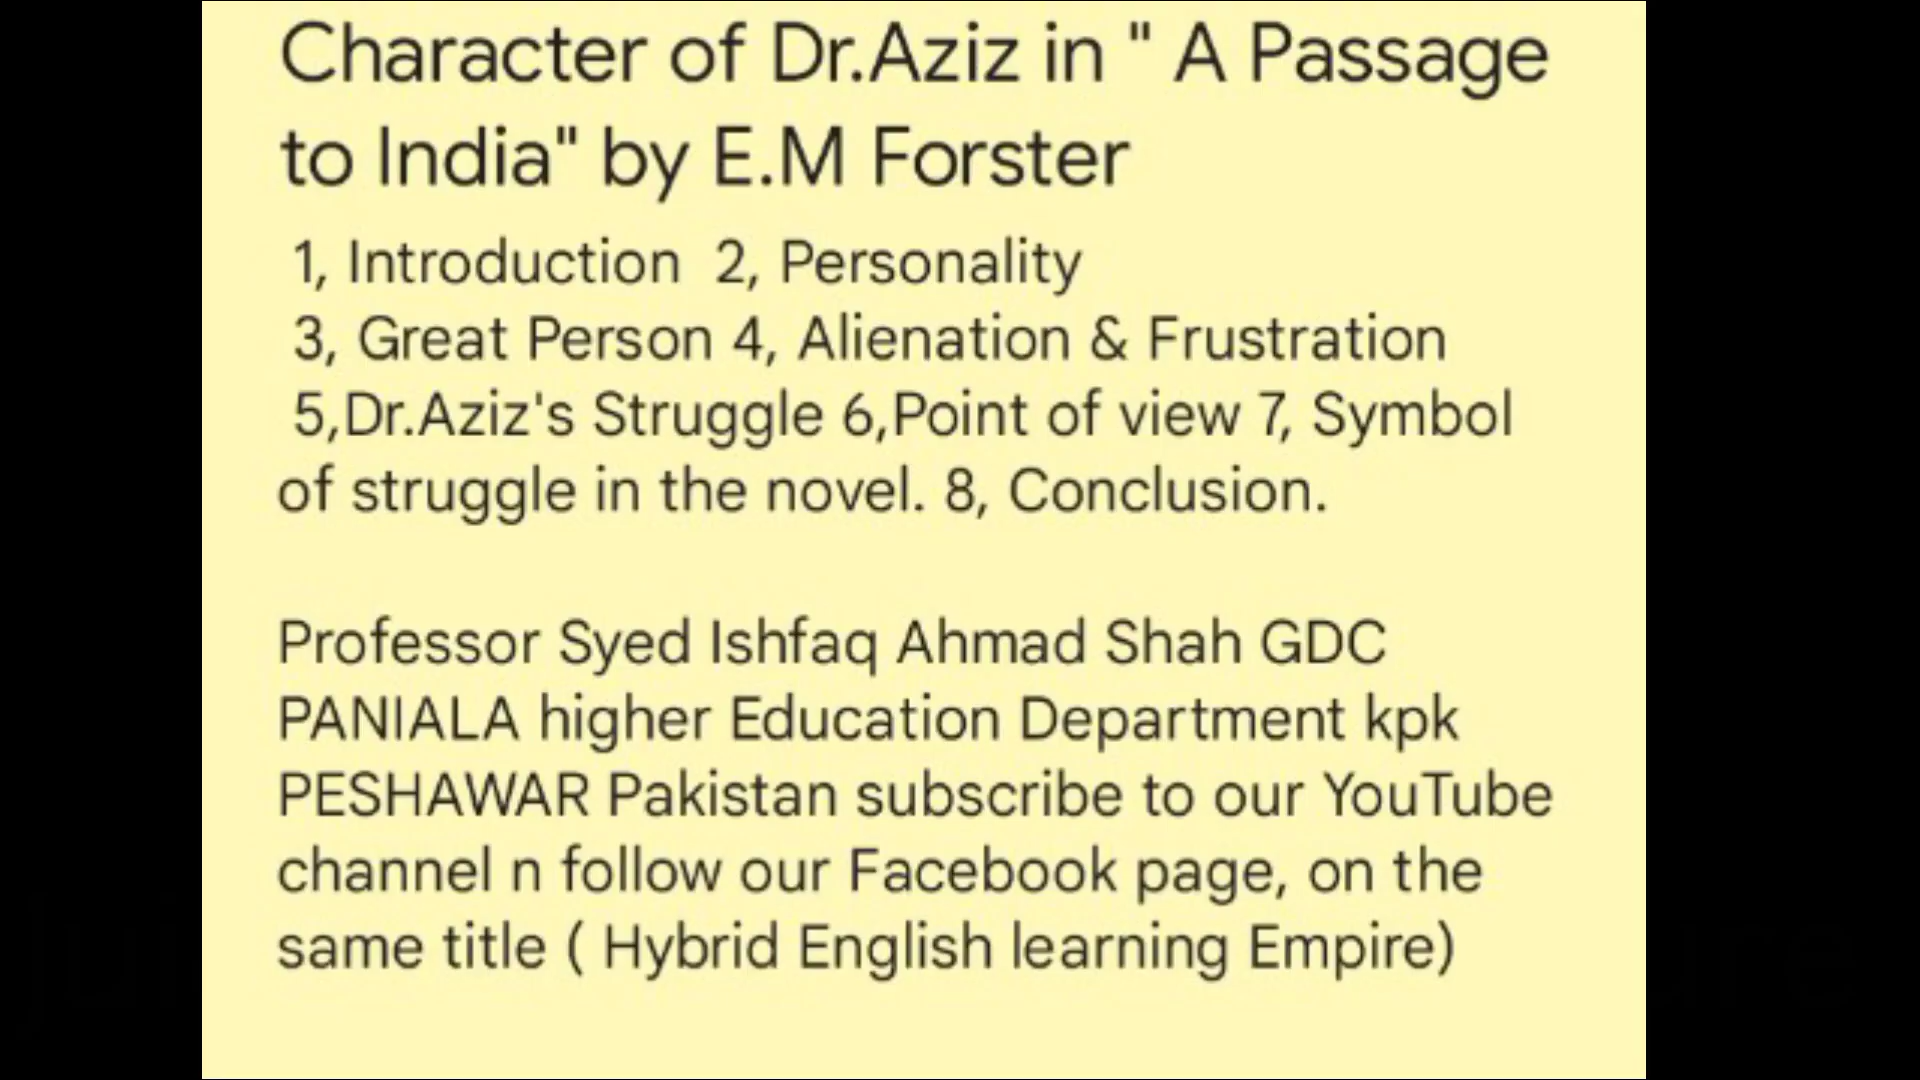 Character of Dr.Aziz in " A Passage
to India" by E.M Forster
1, Introduction  2, Personality
3, Great Person 4, Alienation & Frustration
5,Dr.Aziz's Struggle 6,Point of view 7, Symbol
of struggle in the novel. 8, Conclusion.
Professor Syed Ishfaq Ahmad Shah GDC
PANIALA higher Education Department kpk
PESHAWAR Pakistan subscribe to our YouTube
channel n follow our Facebook page, on the
same title ( Hybrid English learning Empire)